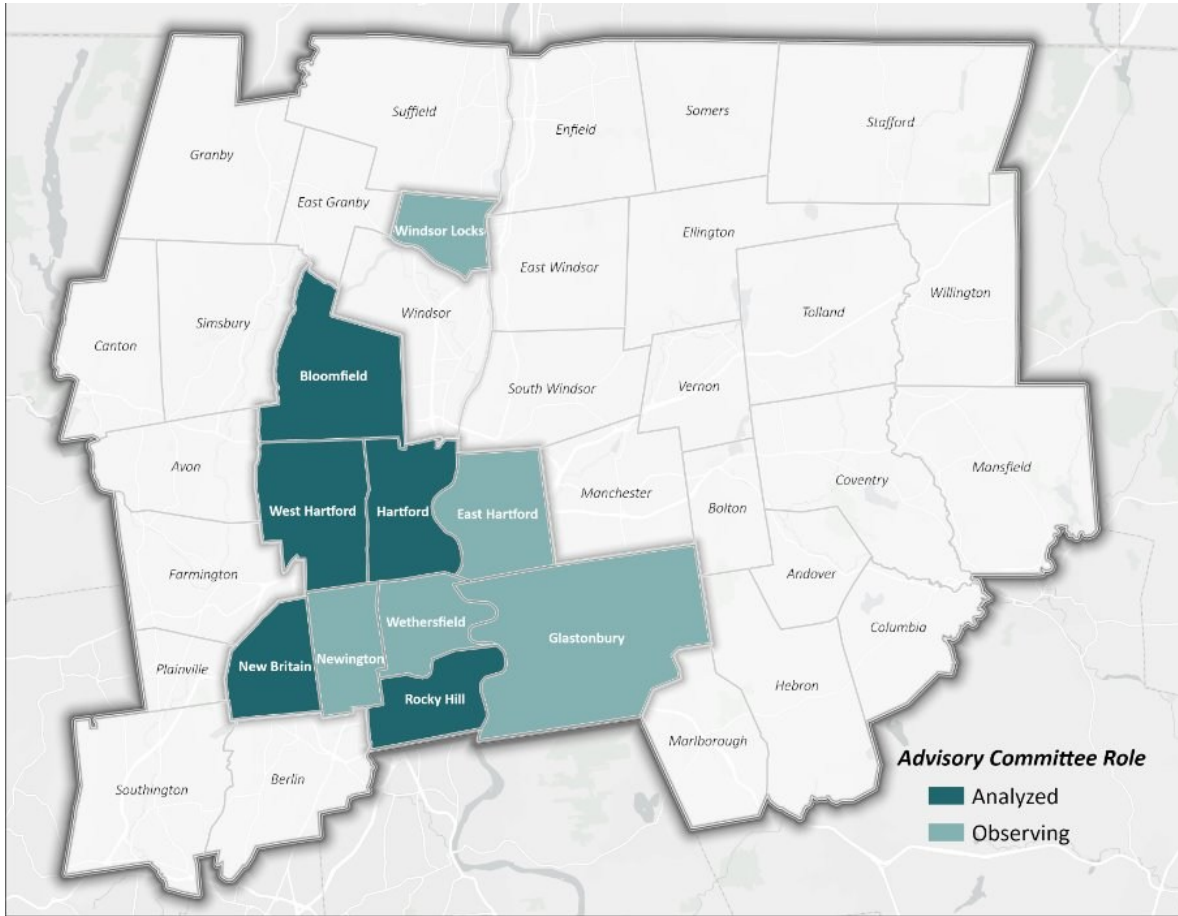 Suffield
Enfield
Somers
Stafford
Granby
East Granby
Windsor Locks
Ellington
East Windsor
Willington
Windsor
Tolland
Simsbury
Canton
Bloomfield
South Windsor
Vernon
Avon
Mansfield
Coventry
Manchester
Bolton
West Hartford
Hartford
East Hartford
Farmington
Andover
Wethersfield
Columbia
Glastonbury
Newington
New Britain
Plainville
Hebron
Rocky Hill
Marlborough
Berlin
Southington
Advisory Committee Role
Analyzed
Observing